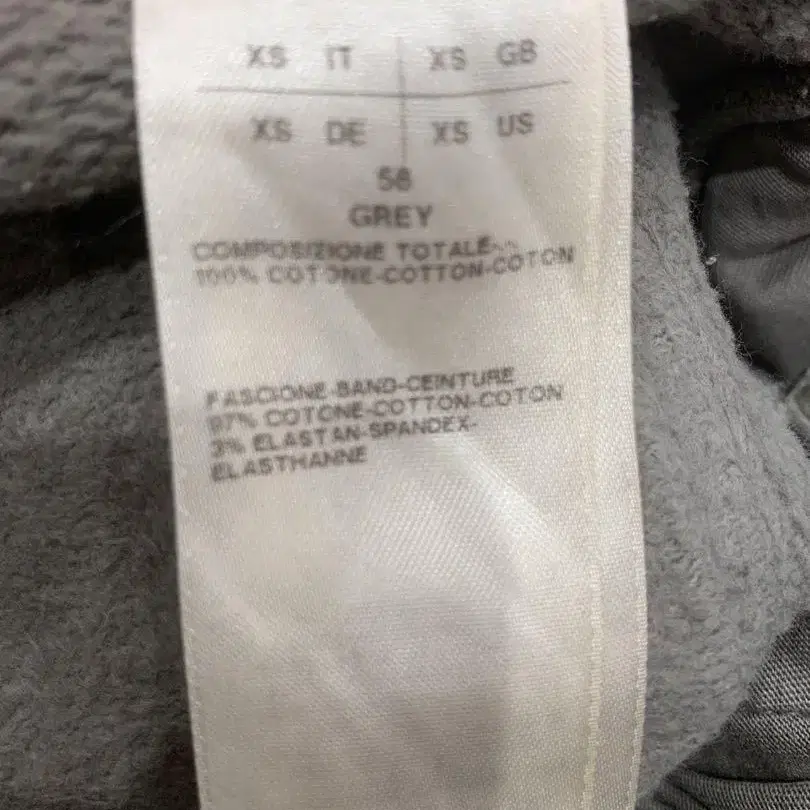 XS IT XS GB
XS DE XS US
58
GREY
COMPOSIZIONE TOTALE-
100% COTONE-COTTON-COTON
FASCIONE-BAND-CEINTURE
97% COTONE-COTTON-COTON
3% ELASTAN-SPANDEX-
ELASTHANNE